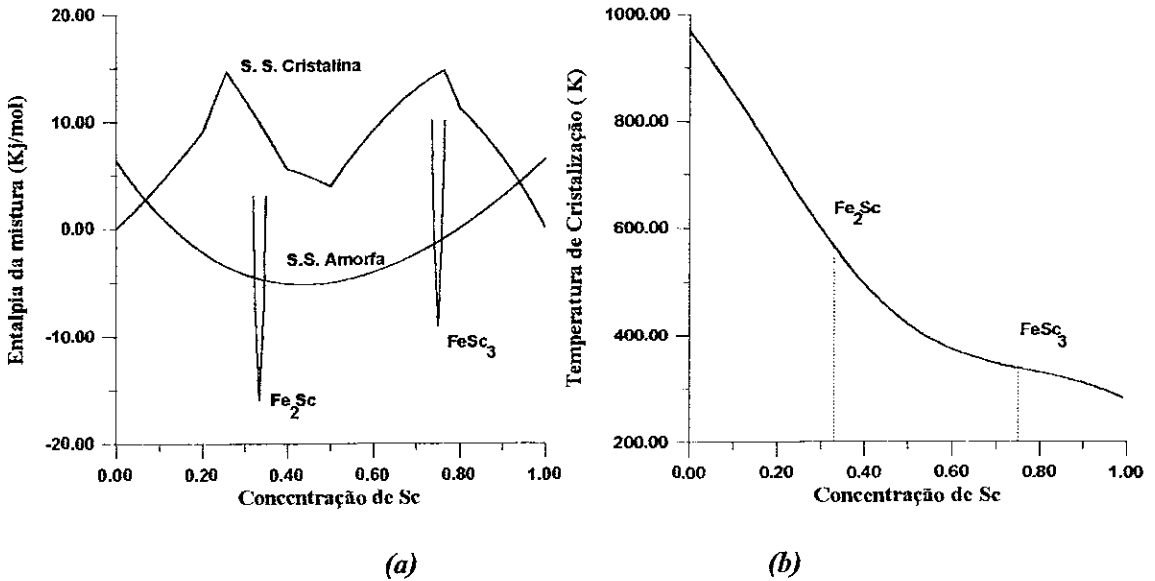 20.00
10.00
0.00
-10.00
-20.00
Entalpia da mistura (Kj/mol)
S. S. Cristalina
S.S. Amorfa
Fe2Sc
FeSc3
0.00 0.20 0.40 0.60 0.80 1.00
Concentração de Sc
(a)
1000.00
800.00
600.00
400.00
200.00
Temperatura de Cristalização ( K)
Fe2Sc
FeSc3
0.00 0.20 0.40 0.60 0.80 1.00
Concentração de Sc
(b)